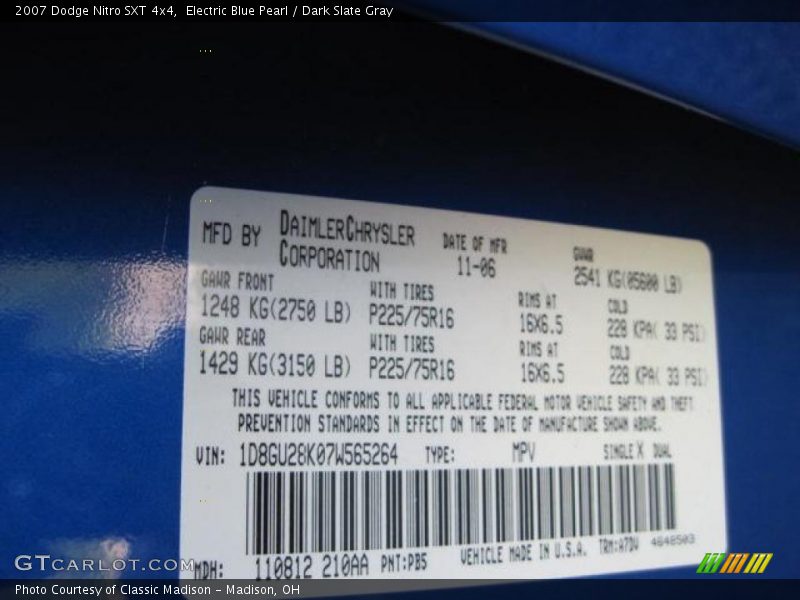 2007 Dodge Nitro SXT 4x4,  Electric Blue Pearl / Dark Slate Gray
MFD BY DAIMLERCHRYSLER CORPORATION DATE OF MFR 11-06 GVWR 2541 KG(05600 LB)
GAWR FRONT WITH TIRES RIMS AT COLD
1248 KG(2750 LB) P225/75R16 16X6.5 228 KPA( 33 PSI)
GAWR REAR WITH TIRES RIMS AT COLD
1429 KG(3150 LB) P225/75R16 16X6.5 228 KPA( 33 PSI)
THIS VEHICLE CONFORMS TO ALL APPLICABLE FEDERAL MOTOR VEHICLE SAFETY AND THEFT
PREVENTION STANDARDS IN EFFECT ON THE DATE OF MANUFACTURE SHOWN ABOVE.
VIN: 1D8GU28K07W565264 TYPE: MPV SINGLE X DUAL
MDH: 110812 210AA PNT:PB5 VEHICLE MADE IN U.S.A. TRM:A7DV 4648503
GTCARLOT.COM
Photo Courtesy of Classic Madison - Madison, OH